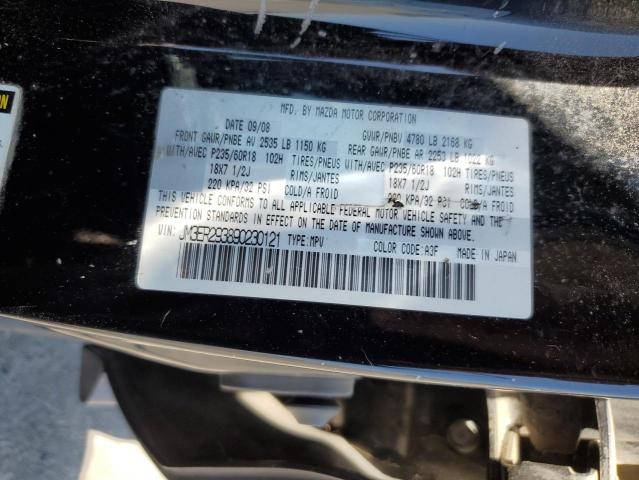 MFD. BY MAZDA MOTOR CORPORATION
DATE 09/08 GVWR/PNBV 4780 LB 2168 KG
FRONT GAWR/PNBE AV 2535 LB 1150 KG REAR GAWR/PNBE AR 2253 LB 1022 KG
WITH/AVEC P235/60R18 102H TIRES/PNEUS WITH/AVEC P235/60R18 102H TIRES/PNEUS
18X7 1/2J RIMS/JANTES 18X7 1/2J RIMS/JANTES
220 KPA/32 PSI COLD/A FROID 220 KPA/32 PSI COLD/A FROID
THIS VEHICLE CONFORMS TO ALL APPLICABLE FEDERAL MOTOR VEHICLE SAFETY AND THEFT
PREVENTION STANDARDS IN EFFECT ON THE DATE OF MANUFACTURE SHOWN ABOVE.
VIN: JM3ER293890230121 TYPE:MPV COLOR CODE:A3F MADE IN JAPAN